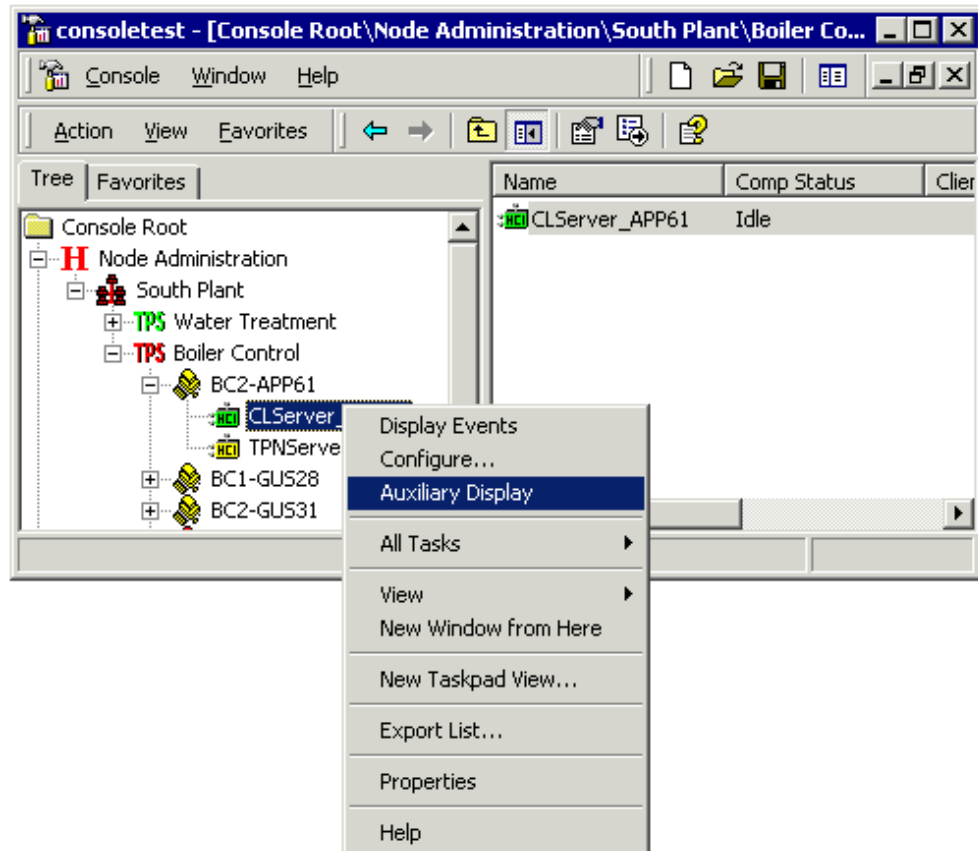 consoletest - [Console Root\Node Administration\South Plant\Boiler Co...
Console Window Help
Action View Favorites
Tree Favorites
Name Comp Status Clier
CLServer_APP61 Idle
Console Root
H Node Administration
South Plant
TPS Water Treatment
TPS Boiler Control
BC2-APP61
HCI CLServer_
HCI TPNServe
BC1-GUS28
BC2-GUS31
Display Events
Configure...
Auxiliary Display
All Tasks
View
New Window from Here
New Taskpad View...
Export List...
Properties
Help